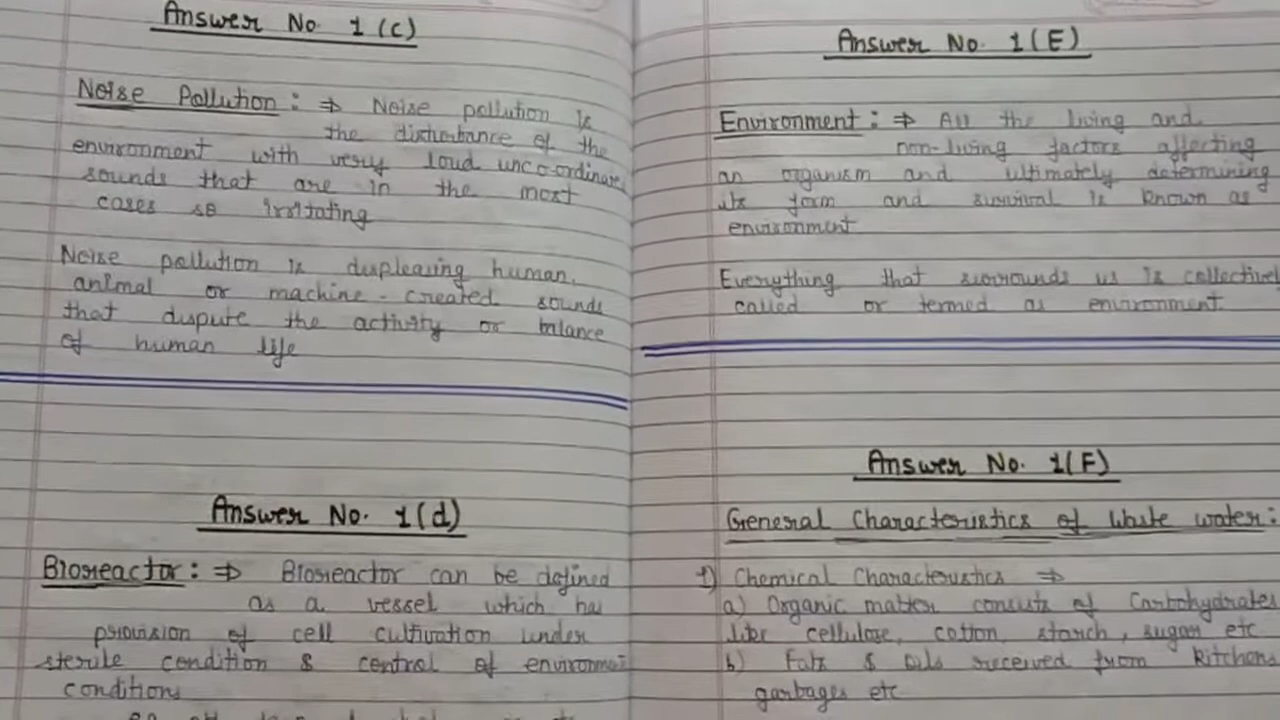 Answer No 1 (c)
Noise Pollution : ⇒ Noise pollution is
the disturbance of the
environment with very loud uncoordinate
sounds that are in the most
cases so irritating
Noise pollution is displeasing human,
animal or machine - created sounds
that dispute the activity or balance
of human life
Answer No. 1 (d)
Bioreactor : ⇒ Bioreactor can be defined
as a vessel which has
provision of cell cultivation under
sterile condition & control of environmet
conditions
Answer No. 1 (E)
Environment : ⇒ All the living and
non-living factors affecting
an organism and ultimately determining
its form and survival is known as
environment
Everything that surrounds us is collectivel
called or termed as environment.
Answer No. 1(F)
General Characteristics of Waste water :
1) Chemical Characteristics ⇒
a) Organic matter consists of Carbohydrates
like cellulose, cotton, starch, sugar etc
b) Fats & oils received from kitchens
garbages etc